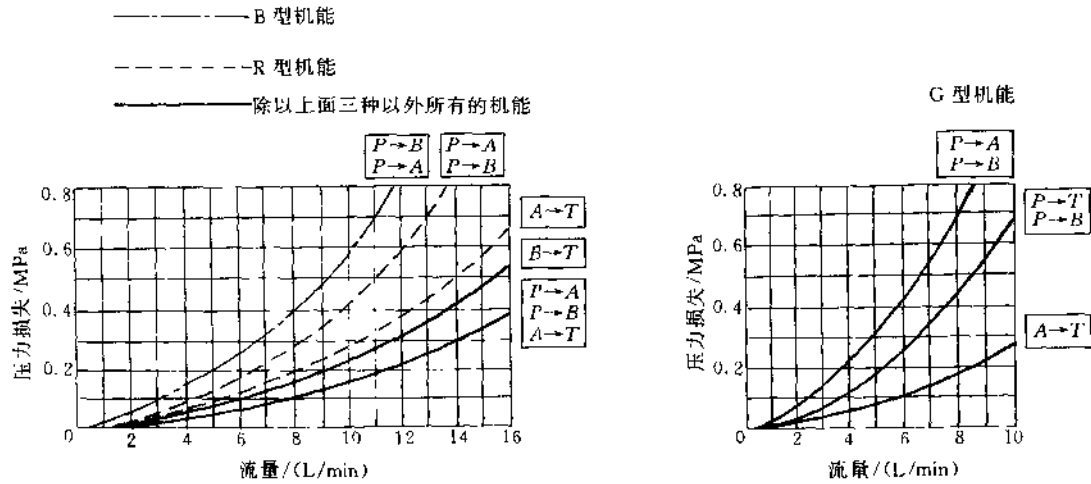 B 型机能
R 型机能
除以上面三种以外所有的机能
G 型机能
P→B
P→A
P→A
P→B
A→T
B→T
P→A
P→B
A→T
0.8
0.6
0.4
0.2
0
2
4
6
8
10
12
14
16
压力损失/MPa
流量/(L/min)
P→A
P→B
P→T
P→B
A→T
0.8
0.6
0.4
0.2
0
2
4
6
8
10
压力损失/MPa
流量/(L/min)